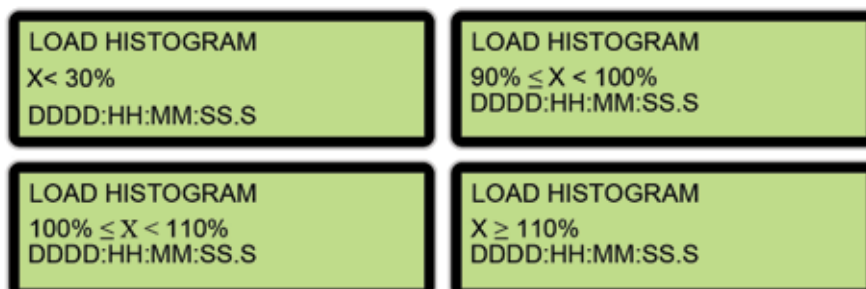 LOAD HISTOGRAM
X< 30%
DDDD:HH:MM:SS.S
LOAD HISTOGRAM
90% ≤ X < 100%
DDDD:HH:MM:SS.S
LOAD HISTOGRAM
100% ≤ X < 110%
DDDD:HH:MM:SS.S
LOAD HISTOGRAM
X ≥ 110%
DDDD:HH:MM:SS.S